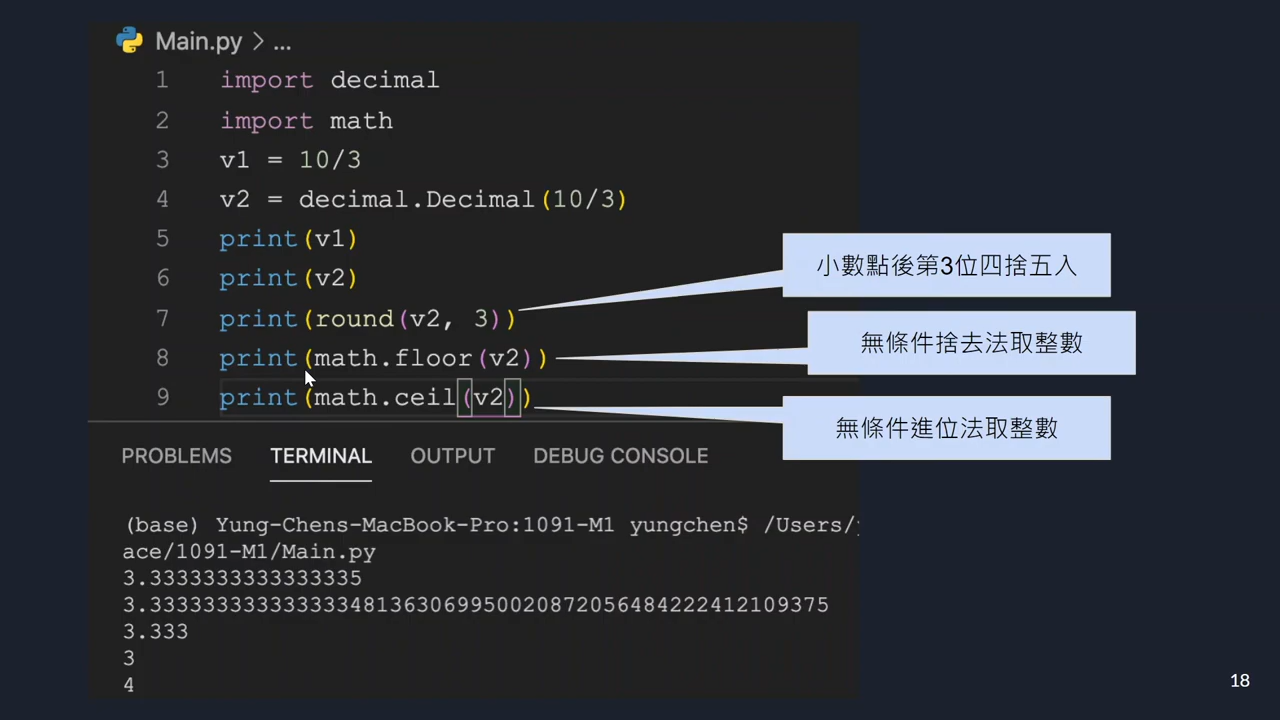 Main.py > ...
1 import decimal
2 import math
3 v1 = 10/3
4 v2 = decimal.Decimal(10/3)
5 print(v1)
6 print(v2)
7 print(round(v2, 3))
8 print(math.floor(v2))
9 print(math.ceil(v2))
小數點後第3位四捨五入
無條件捨去法取整數
無條件進位法取整數
PROBLEMS TERMINAL OUTPUT DEBUG CONSOLE
(base) Yung-Chens-MacBook-Pro:1091-M1 yungchen$ /Users/
ace/1091-M1/Main.py
3.3333333333333335
3.333333333333333481363069950020872056484222412109375
3.333
3
4
18